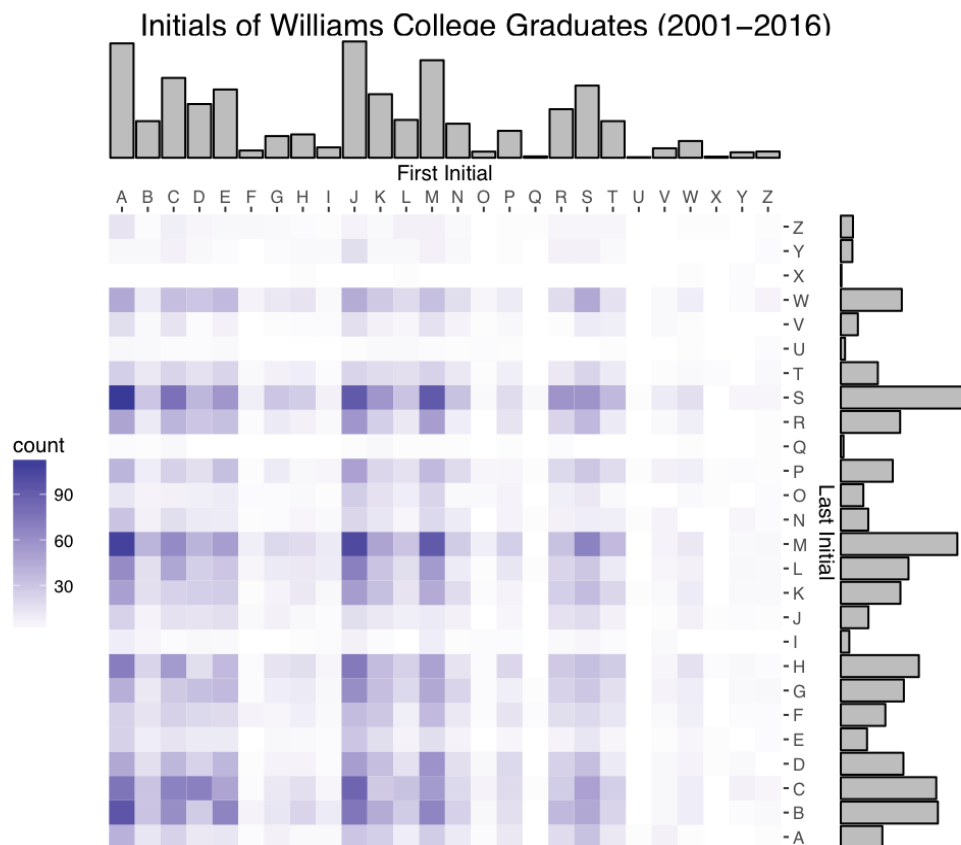 Initials of Williams College Graduates (2001–2016)
First Initial
A B C D E F G H I J K L M N O P Q R S T U V W X Y Z
Z
Y
X
W
V
U
T
S
R
Q
P
O
N
M
L
K
J
I
H
G
F
E
D
C
B
A
Last Initial
count
90
60
30